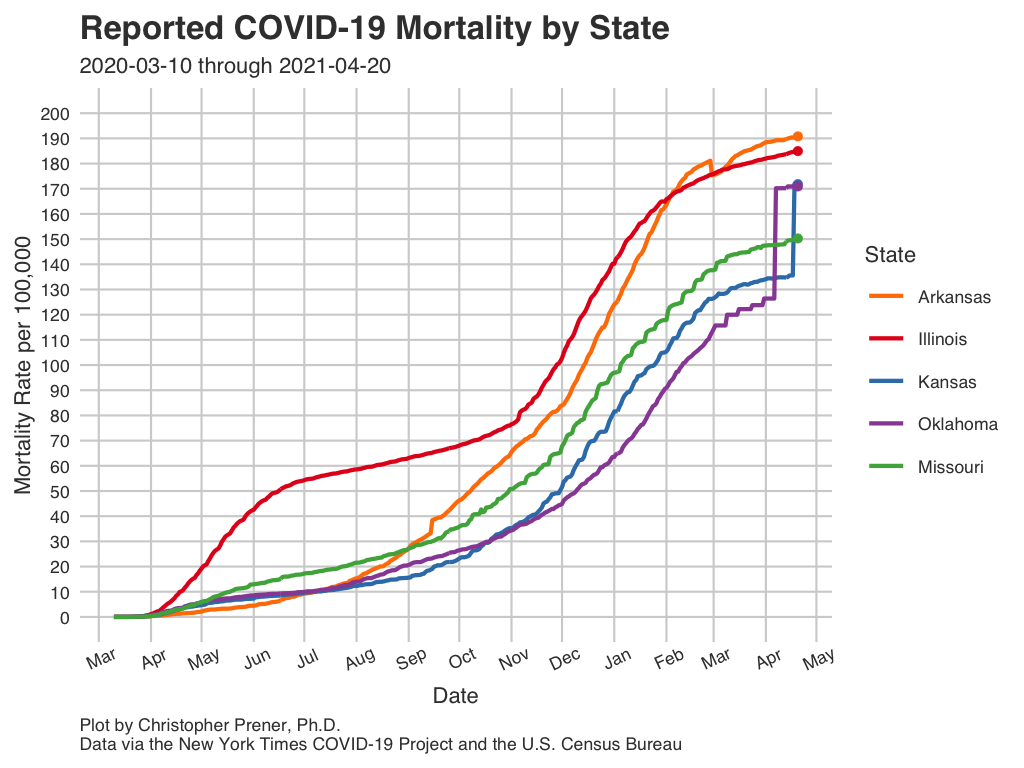 Reported COVID-19 Mortality by State
2020-03-10 through 2021-04-20
Mortality Rate per 100,000
200
190
180
170
160
150
140
130
120
110
100
90
80
70
60
50
40
30
20
10
0
Mar Apr May Jun Jul Aug Sep Oct Nov Dec Jan Feb Mar Apr May
Date
State
Arkansas
Illinois
Kansas
Oklahoma
Missouri
Plot by Christopher Prener, Ph.D.
Data via the New York Times COVID-19 Project and the U.S. Census Bureau